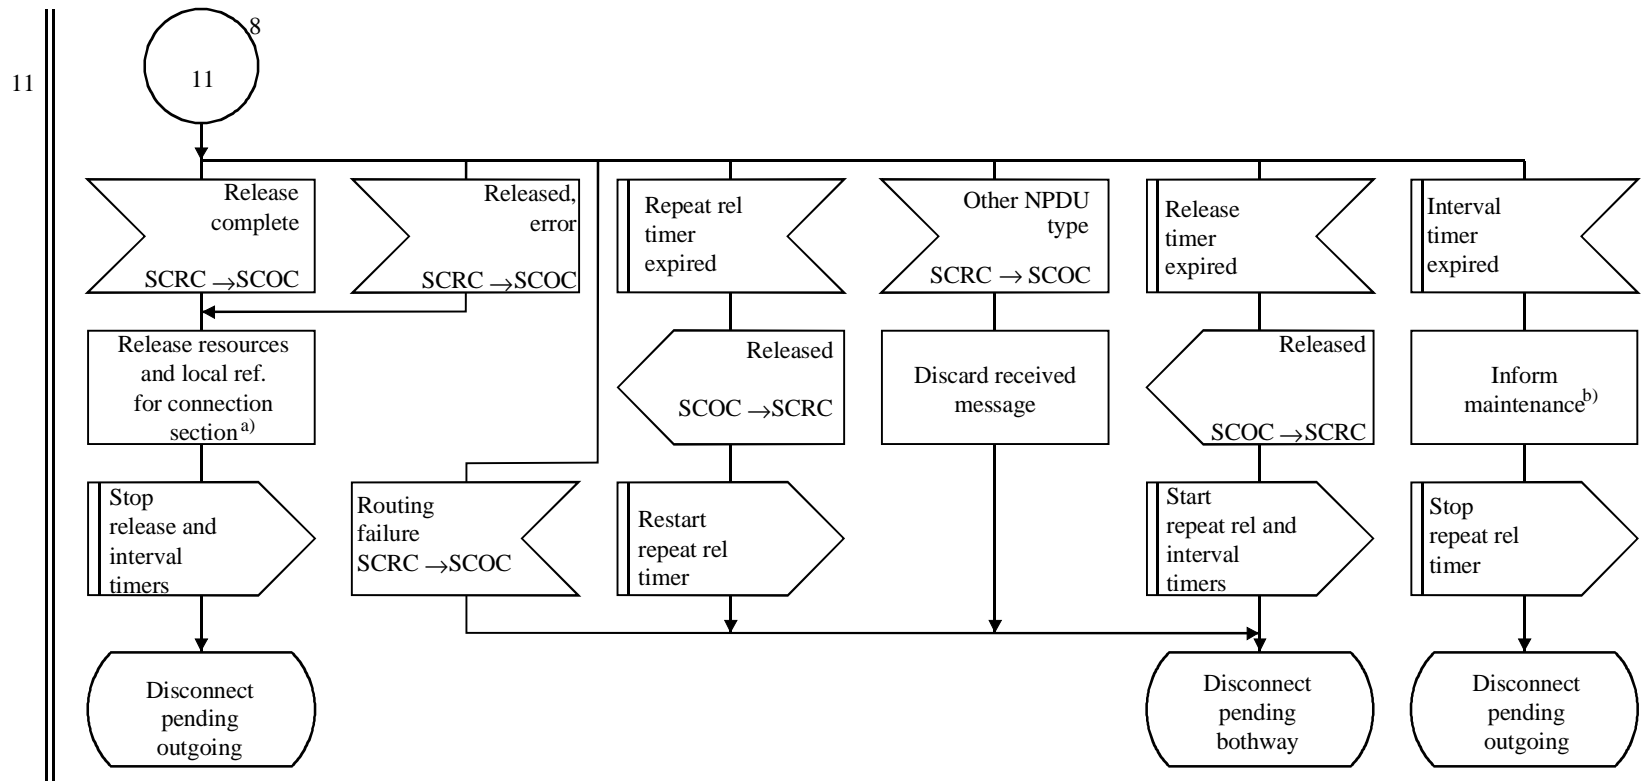 8
11
11
Release
complete
SCRC →SCOC
Released,
error
SCRC →SCOC
Repeat rel
timer
expired
Other NPDU
type
SCRC → SCOC
Release
timer
expired
Interval
timer
expired
Release resources
and local ref.
for connection
section a)
Released
SCOC →SCRC
Discard received
message
Released
SCOC →SCRC
Inform
maintenance b)
Stop
release and
interval
timers
Routing
failure
SCRC →SCOC
Restart
repeat rel
timer
Start
repeat rel and
interval
timers
Stop
repeat rel
timer
Disconnect
pending
outgoing
Disconnect
pending
bothway
Disconnect
pending
outgoing